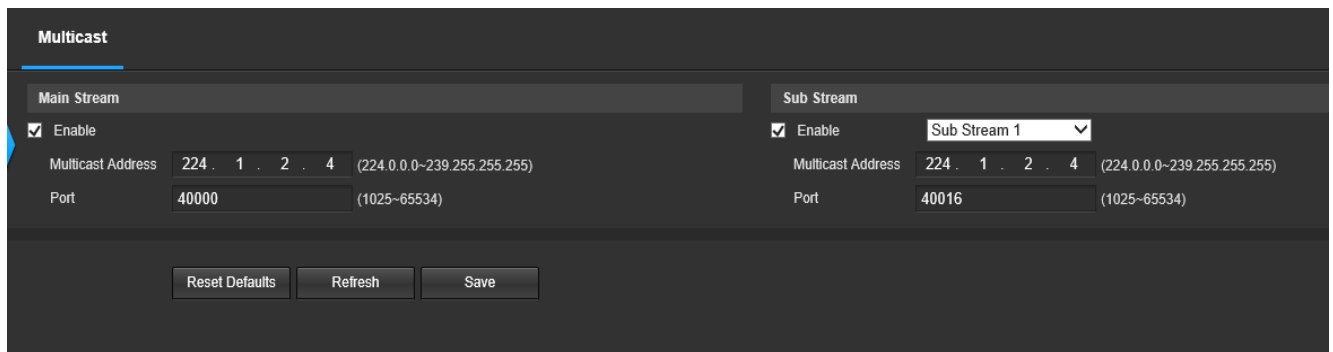 Multicast
Main Stream
Enable
Multicast Address 224 . 1 . 2 . 4 (224.0.0.0~239.255.255.255)
Port 40000 (1025~65534)
Sub Stream
Enable Sub Stream 1
Multicast Address 224 . 1 . 2 . 4 (224.0.0.0~239.255.255.255)
Port 40016 (1025~65534)
Reset Defaults Refresh Save